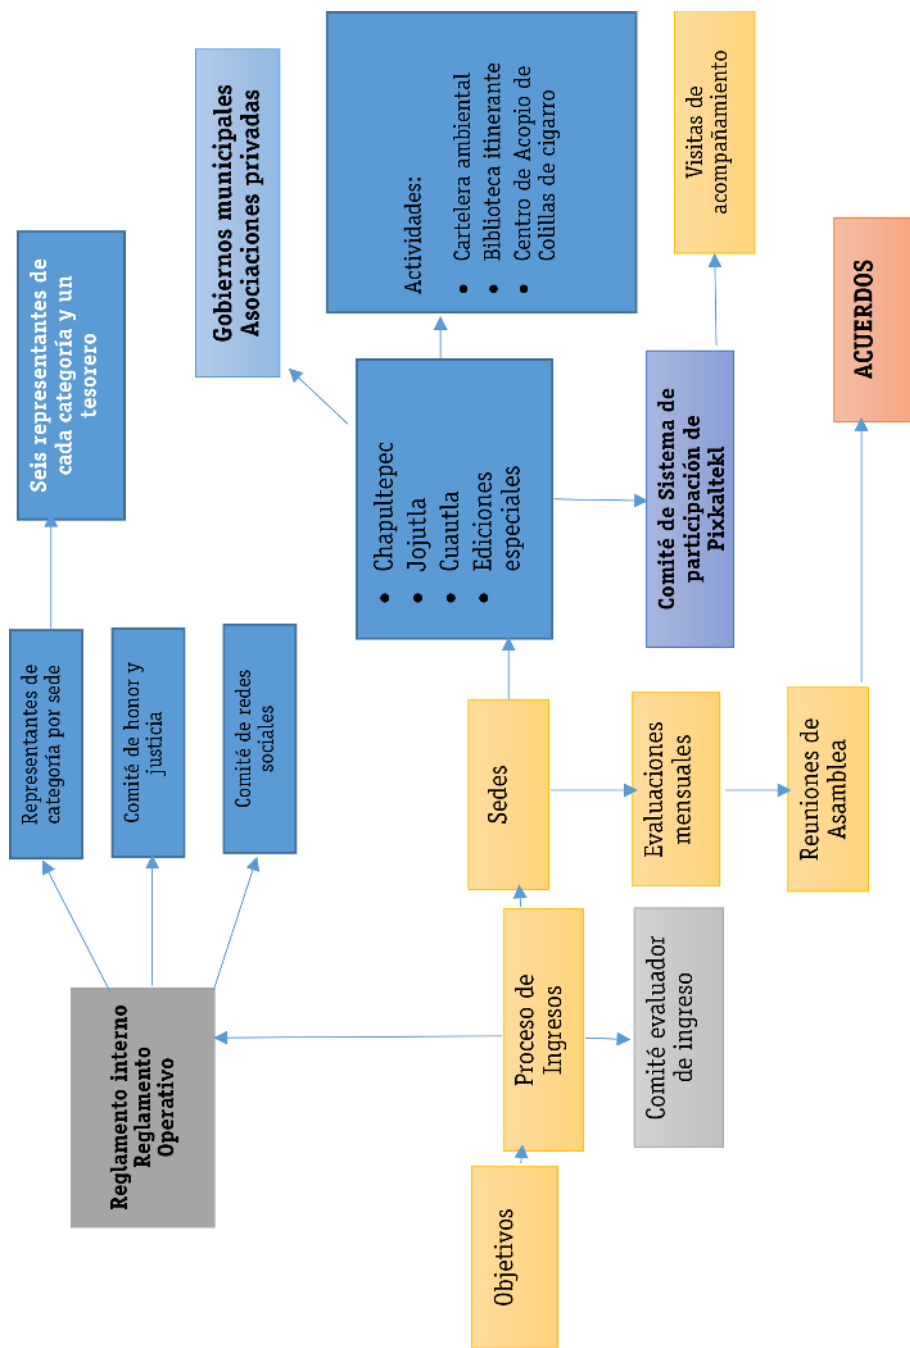 Objetivos
Proceso de
Ingresos
Reglamento interno
Reglamento
Operativo
Comité evaluador
de ingreso
Representantes de
categoría por sede
Comité de honor y
justicia
Comité de redes
sociales
Seis representantes de
cada categoría y un
tesorero
Sedes
Evaluaciones
mensuales
Reuniones de
Asamblea
ACUERDOS
• Chapultepec
• Jojutla
• Cuautla
• Ediciones
especiales
Gobiernos municipales
Asociaciones privadas
Actividades:
• Cartelera ambiental
• Biblioteca itinerante
• Centro de Acopio de
Colillas de cigarro
Comité de Sistema de
participación de
Pixkaltekl
Visitas de
acompañamiento